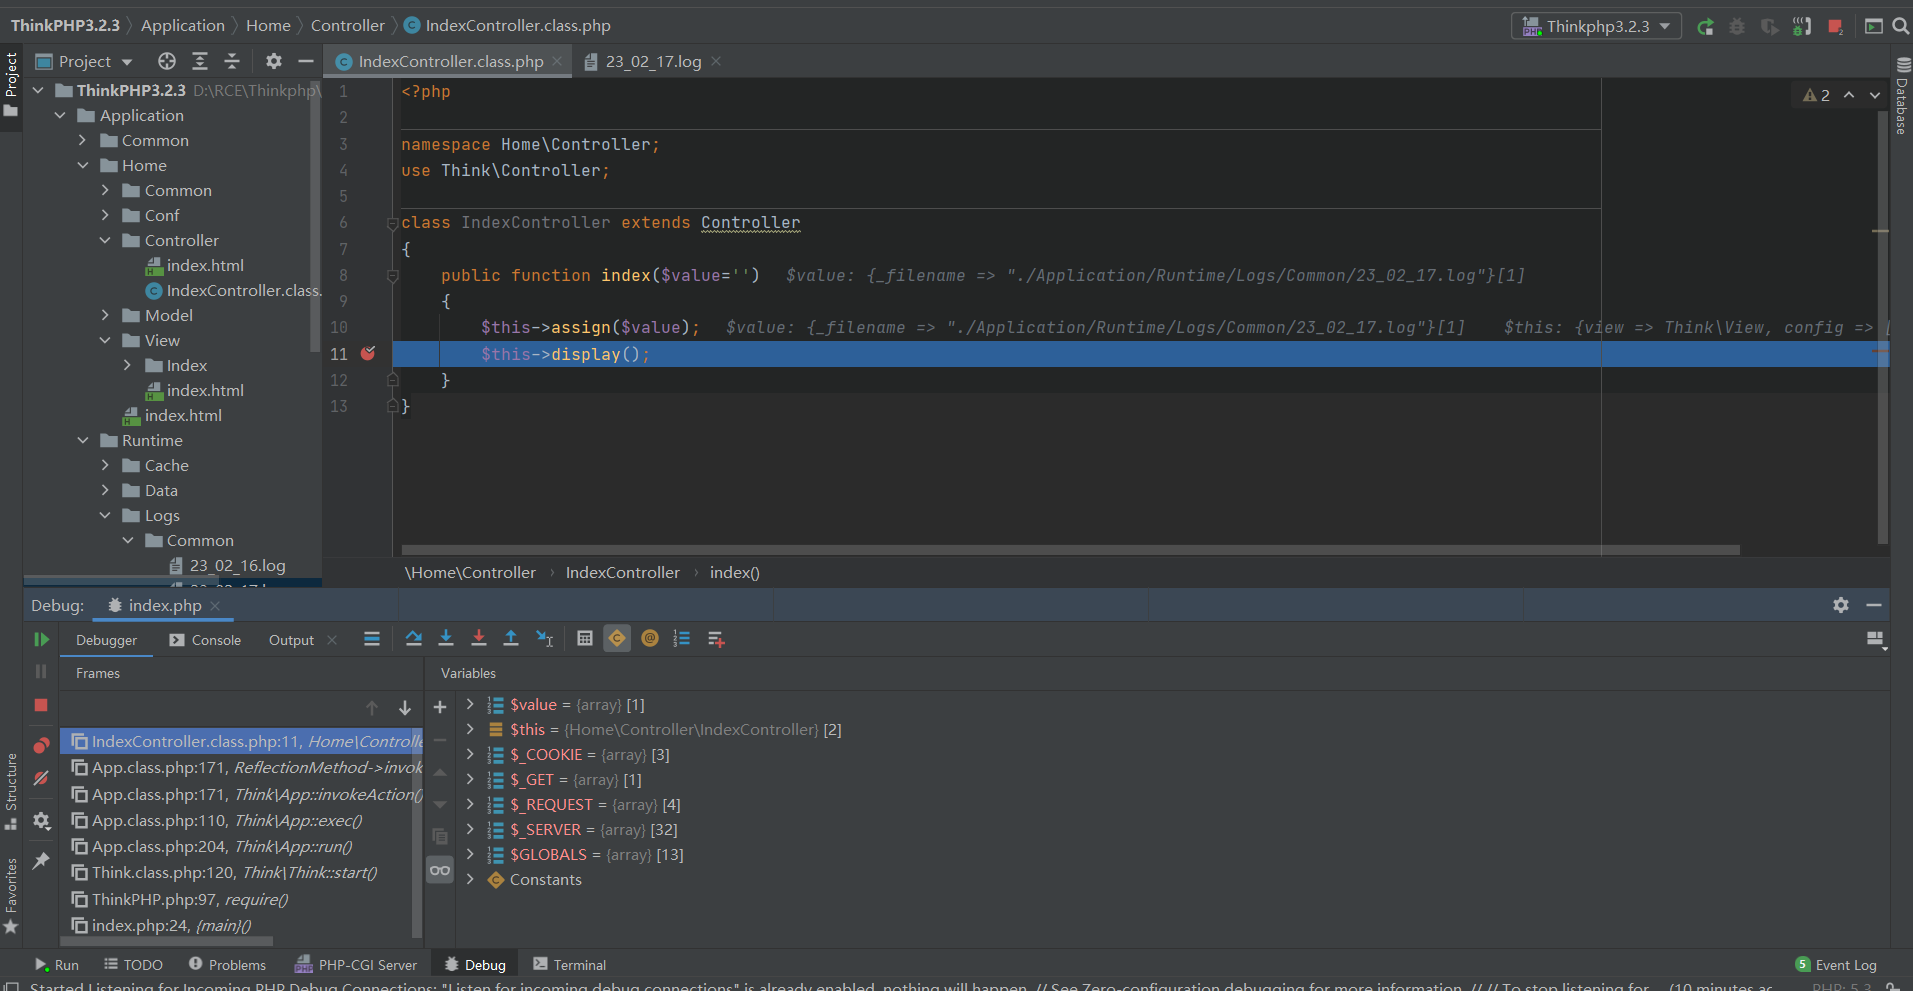 ThinkPHP3.2.3 Application Home Controller IndexController.class.php Thinkphp3.2.3
Project IndexController.class.php 23_02_17.log
Project
Database
ThinkPHP3.2.3 D:\RCE\Thinkphp\
Application
Common
Home
Common
Conf
Controller
index.html
IndexController.class.
Model
View
Index
index.html
index.html
Runtime
Cache
Data
Logs
Common
23_02_16.log
2
1 <?php
2
3 namespace Home\Controller;
4 use Think\Controller;
5
6 class IndexController extends Controller
7 {
8 public function index($value='') $value: {_filename => "./Application/Runtime/Logs/Common/23_02_17.log"}[1]
9 {
10 $this->assign($value); $value: {_filename => "./Application/Runtime/Logs/Common/23_02_17.log"}[1] $this: {view => Think\View, config => [
11 $this->display();
12 }
13 }
\Home\Controller › IndexController › index()
Debug: index.php
Debugger Console Output
Frames
IndexController.class.php:11, Home\Controlle
App.class.php:171, ReflectionMethod->invok
App.class.php:171, Think\App::invokeAction()
App.class.php:110, Think\App::exec()
App.class.php:204, Think\App::run()
Think.class.php:120, Think\Think::start()
ThinkPHP.php:97, require()
index.php:24, {main}()
Variables
$value = {array} [1]
$this = {Home\Controller\IndexController} [2]
$_COOKIE = {array} [3]
$_GET = {array} [1]
$_REQUEST = {array} [4]
$_SERVER = {array} [32]
$GLOBALS = {array} [13]
Constants
Structure
Favorites
Run TODO Problems PHP-CGI Server Debug Terminal 5 Event Log
Started Listening for Incoming PHP Debug Connections: "Listen for incoming debug connections" is already enabled, nothing will happen. // See Zero-configuration debugging for more information. // // To stop listening for ... (10 minutes ac PHP: 5.3